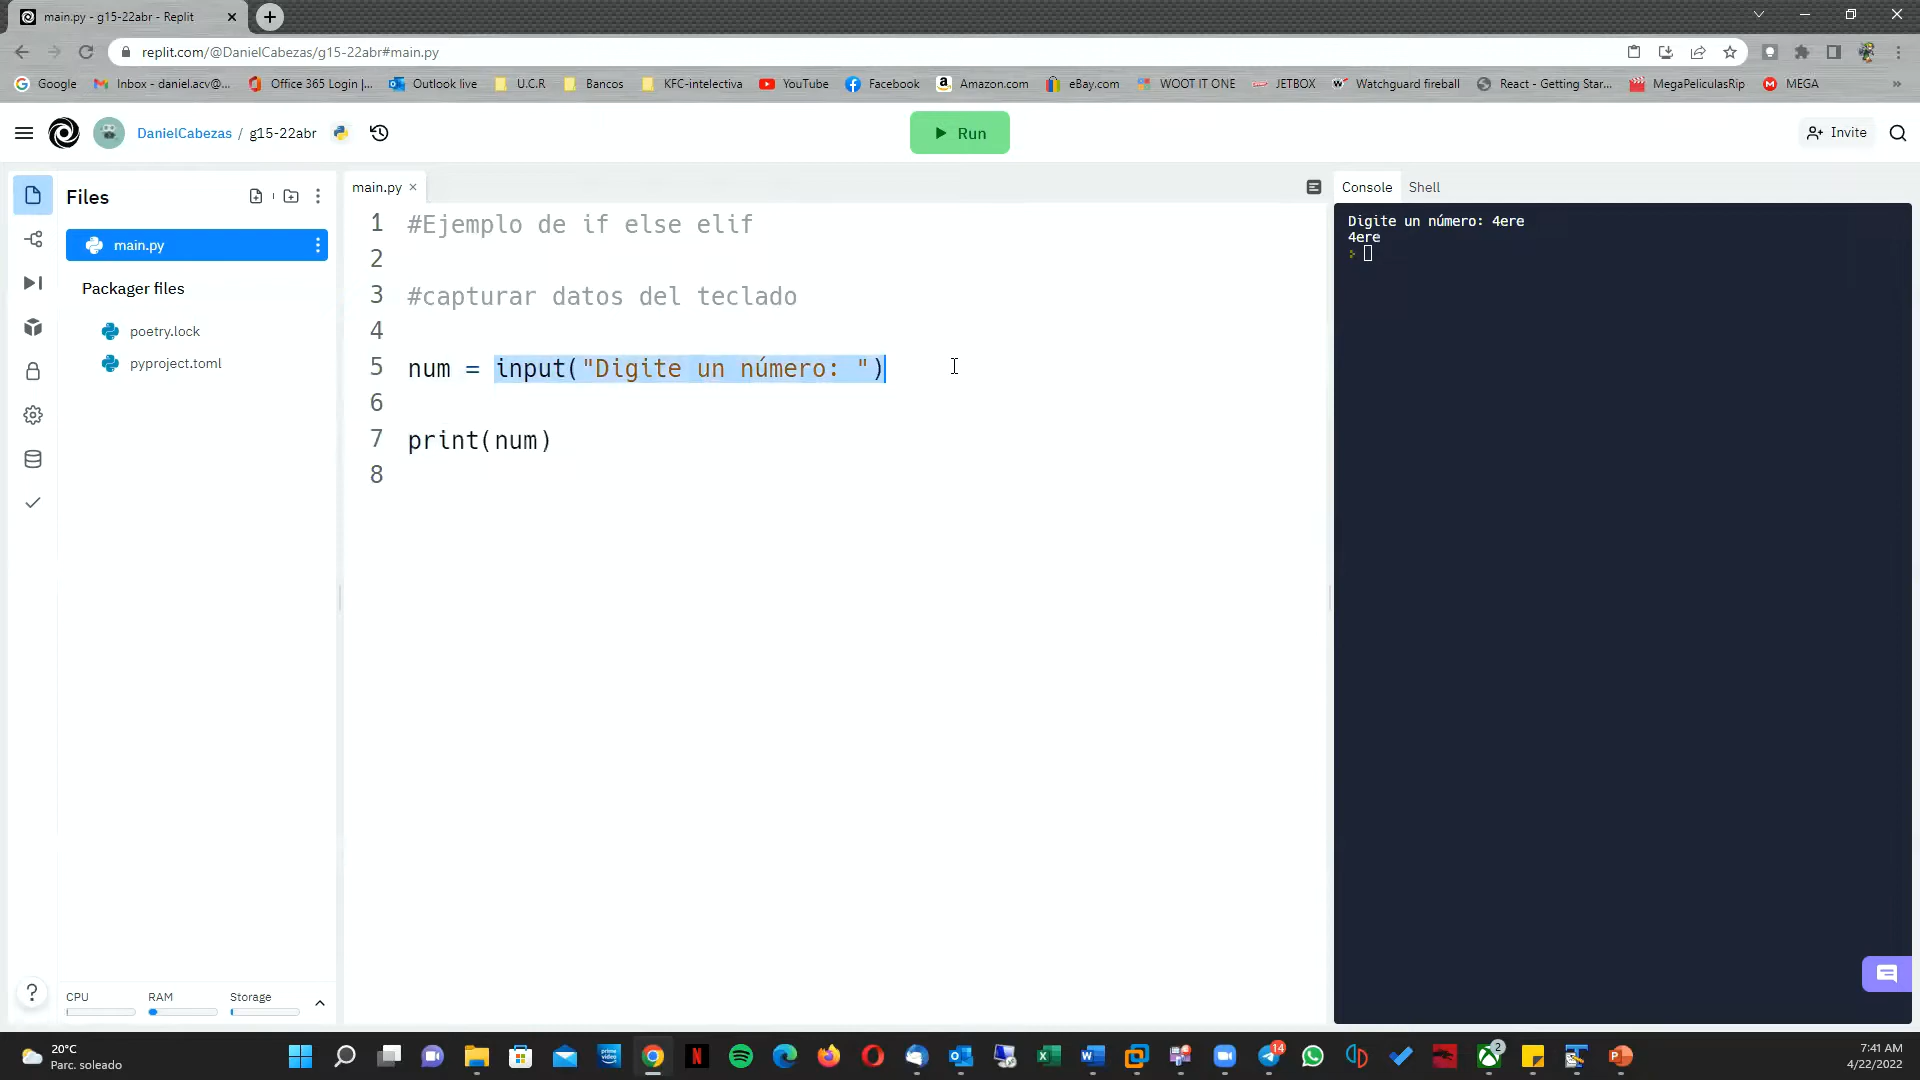 main.py - g15-22abr - Replit
replit.com/@DanielCabezas/g15-22abr#main.py
Google Inbox - daniel.acv@... Office 365 Login |... Outlook live U.C.R Bancos KFC-intelectiva YouTube Facebook Amazon.com eBay.com WOOT IT ONE JETBOX Watchguard fireball React - Getting Star... MegaPeliculasRip MEGA »
DanielCabezas / g15-22abr Run Invite
Files main.py Console Shell
main.py
Packager files
poetry.lock
pyproject.toml
1 #Ejemplo de if else elif
2
3 #capturar datos del teclado
4
5 num = input("Digite un número: ")
6
7 print(num)
8
Digite un número: 4ere
4ere
CPU RAM Storage
?
20°C
Parc. soleado
14
2
7:41 AM
4/22/2022